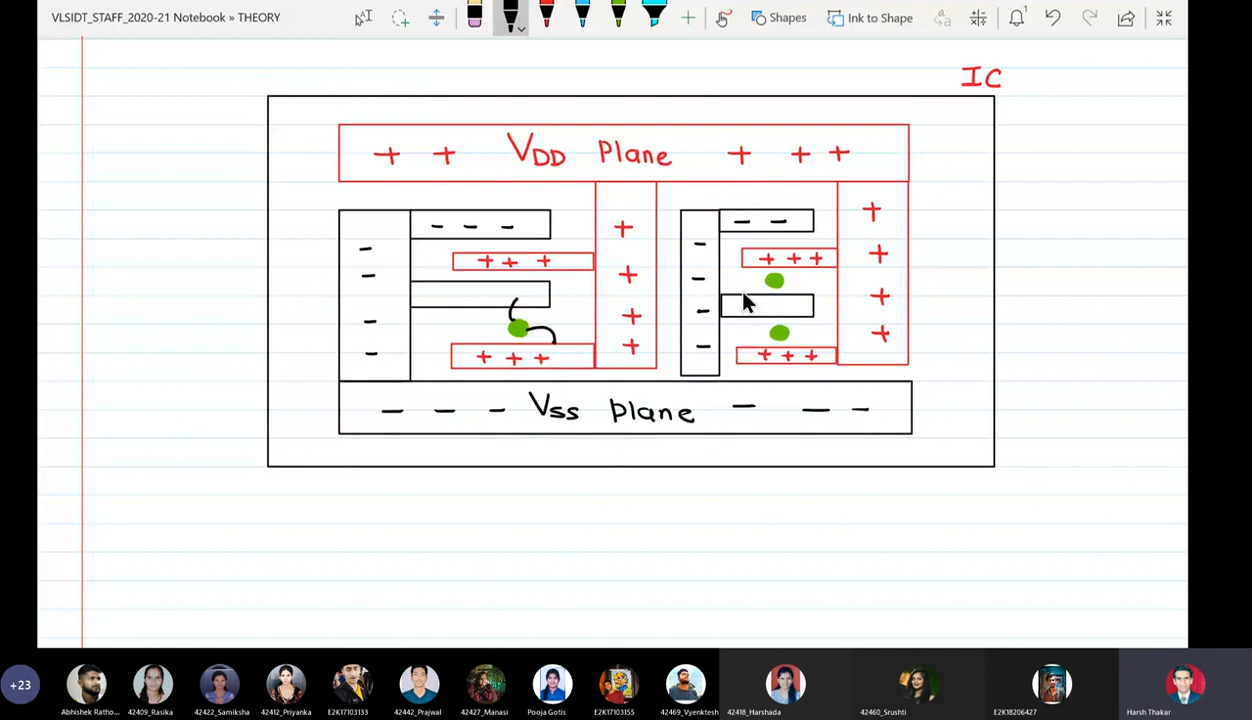 VLSIDT_STAFF_2020-21 Notebook » THEORY
Shapes
Ink to Shape
IC
+ + VDD Plane + + +
- - -
- -
+
+
-
-
+ + +
+
-
+ + +
+
-
-
+
-
+
-
+
-
+
-
+ + +
+ + +
- - - Vss plane - - -
+23
Abhishek Ratho...
42409_Rasika
42422_Samiksha
42412_Priyanka
E2K17103133
42442_Prajwal
42427_Manasi
Pooja Gotis
E2K17103155
42469_Vyenktesh
42418_Harshada
42460_Srushti
E2K18206427
Harsh Thakar